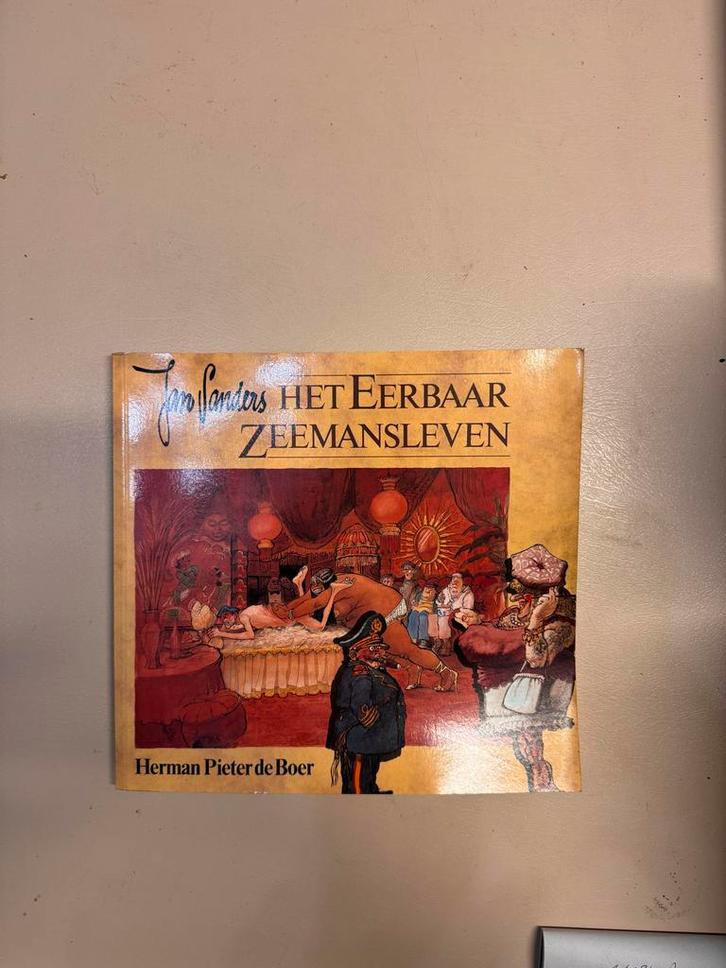 Jan Sanders HET EERBAAR
ZEEMANSLEVEN
Herman Pieter de Boer